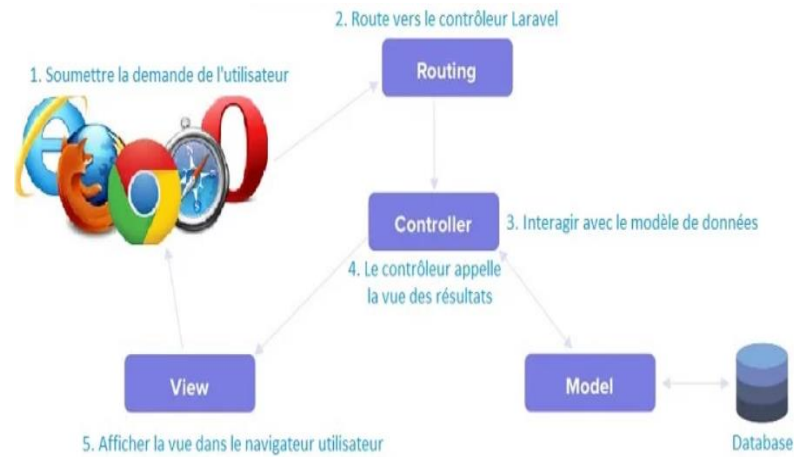 2. Route vers le contrôleur Laravel
1. Soumettre la demande de l'utilisateur
Routing
Controller
3. Interagir avec le modèle de données
4. Le contrôleur appelle
la vue des résultats
View
Model
5. Afficher la vue dans le navigateur utilisateur
Database